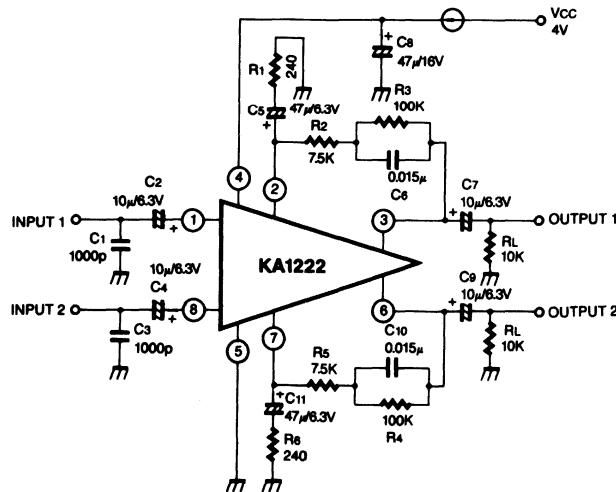 VCC
4V
C8
47μ/16V
R1
240
C5
47μ/6.3V
R3
100K
R2
7.5K
0.015μ
C6
4
2
C2
10μ/6.3V
INPUT 1
1
C1
1000p
3
C7
10μ/6.3V
OUTPUT 1
RL
10K
KA1222
10μ/6.3V
C4
INPUT 2
8
C3
1000p
6
C9
10μ/6.3V
OUTPUT 2
RL
10K
5
7
C10
0.015μ
R5
7.5K
100K
R4
C11
47μ/6.3V
R6
240